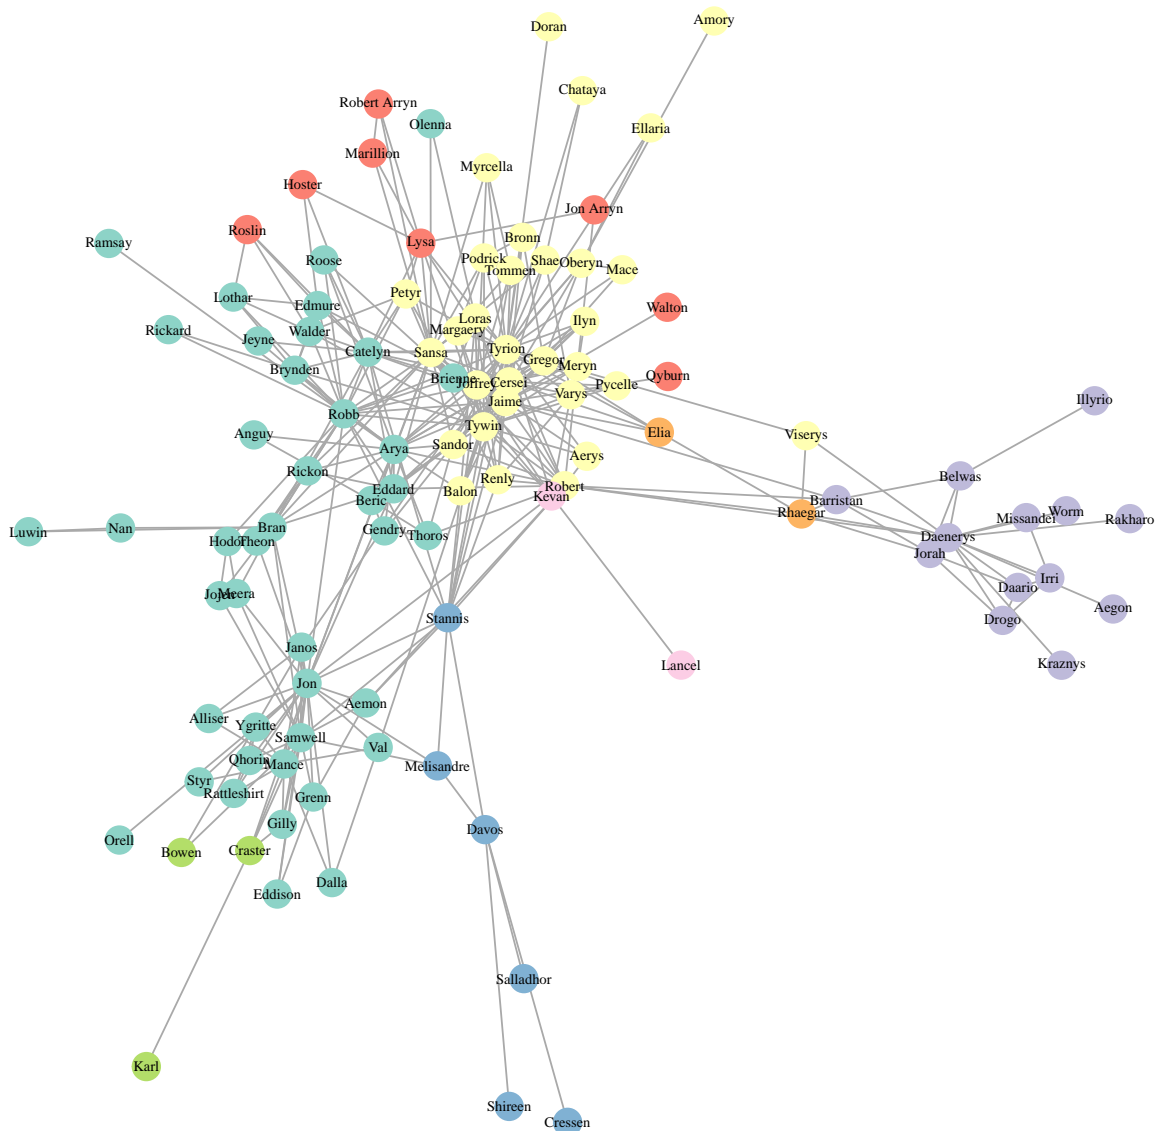 Amory
Doran
Chataya
Robert Arryn
Olenna
Ellaria
Marillion
Myrcella
Hoster
Jon Arryn
Roslin
Ramsay
Lysa
Bronn
Roose
Podrick
Tommen
Shae
Oberyn
Mace
Petyr
Lothar
Edmure
Walton
Rickard
Walder
Jeyne
Loras
Margaery
Ilyn
Catelyn
Sansa
Tyrion
Gregor
Meryn
Brynden
Brienne
Joffrey
Cersei
Varys
Pycelle
Qyburn
Jaime
Illyrio
Robb
Tywin
Elia
Viserys
Anguy
Arya
Sandor
Aerys
Rickon
Eddard
Renly
Balon
Robert
Kevan
Belwas
Beric
Barristan
Rhaegar
Missandei
Worm
Rakharo
Luwin
Nan
Bran
Gendry
Thoros
Hodor
Theon
Daenerys
Jorah
Jojen
Meera
Daario
Irri
Aegon
Drogo
Stannis
Janos
Lancel
Kraznys
Jon
Aemon
Alliser
Ygritte
Samwell
Val
Qhorin
Mance
Melisandre
Styr
Rattleshirt
Grenn
Gilly
Davos
Orell
Bowen
Craster
Eddison
Dalla
Salladhor
Karl
Shireen
Cressen